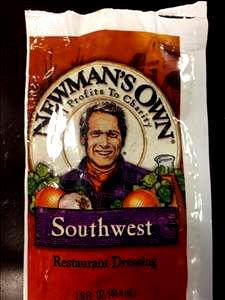 NEWMAN'S OWN
Profits To Charity
Southwest
Restaurant Dressing